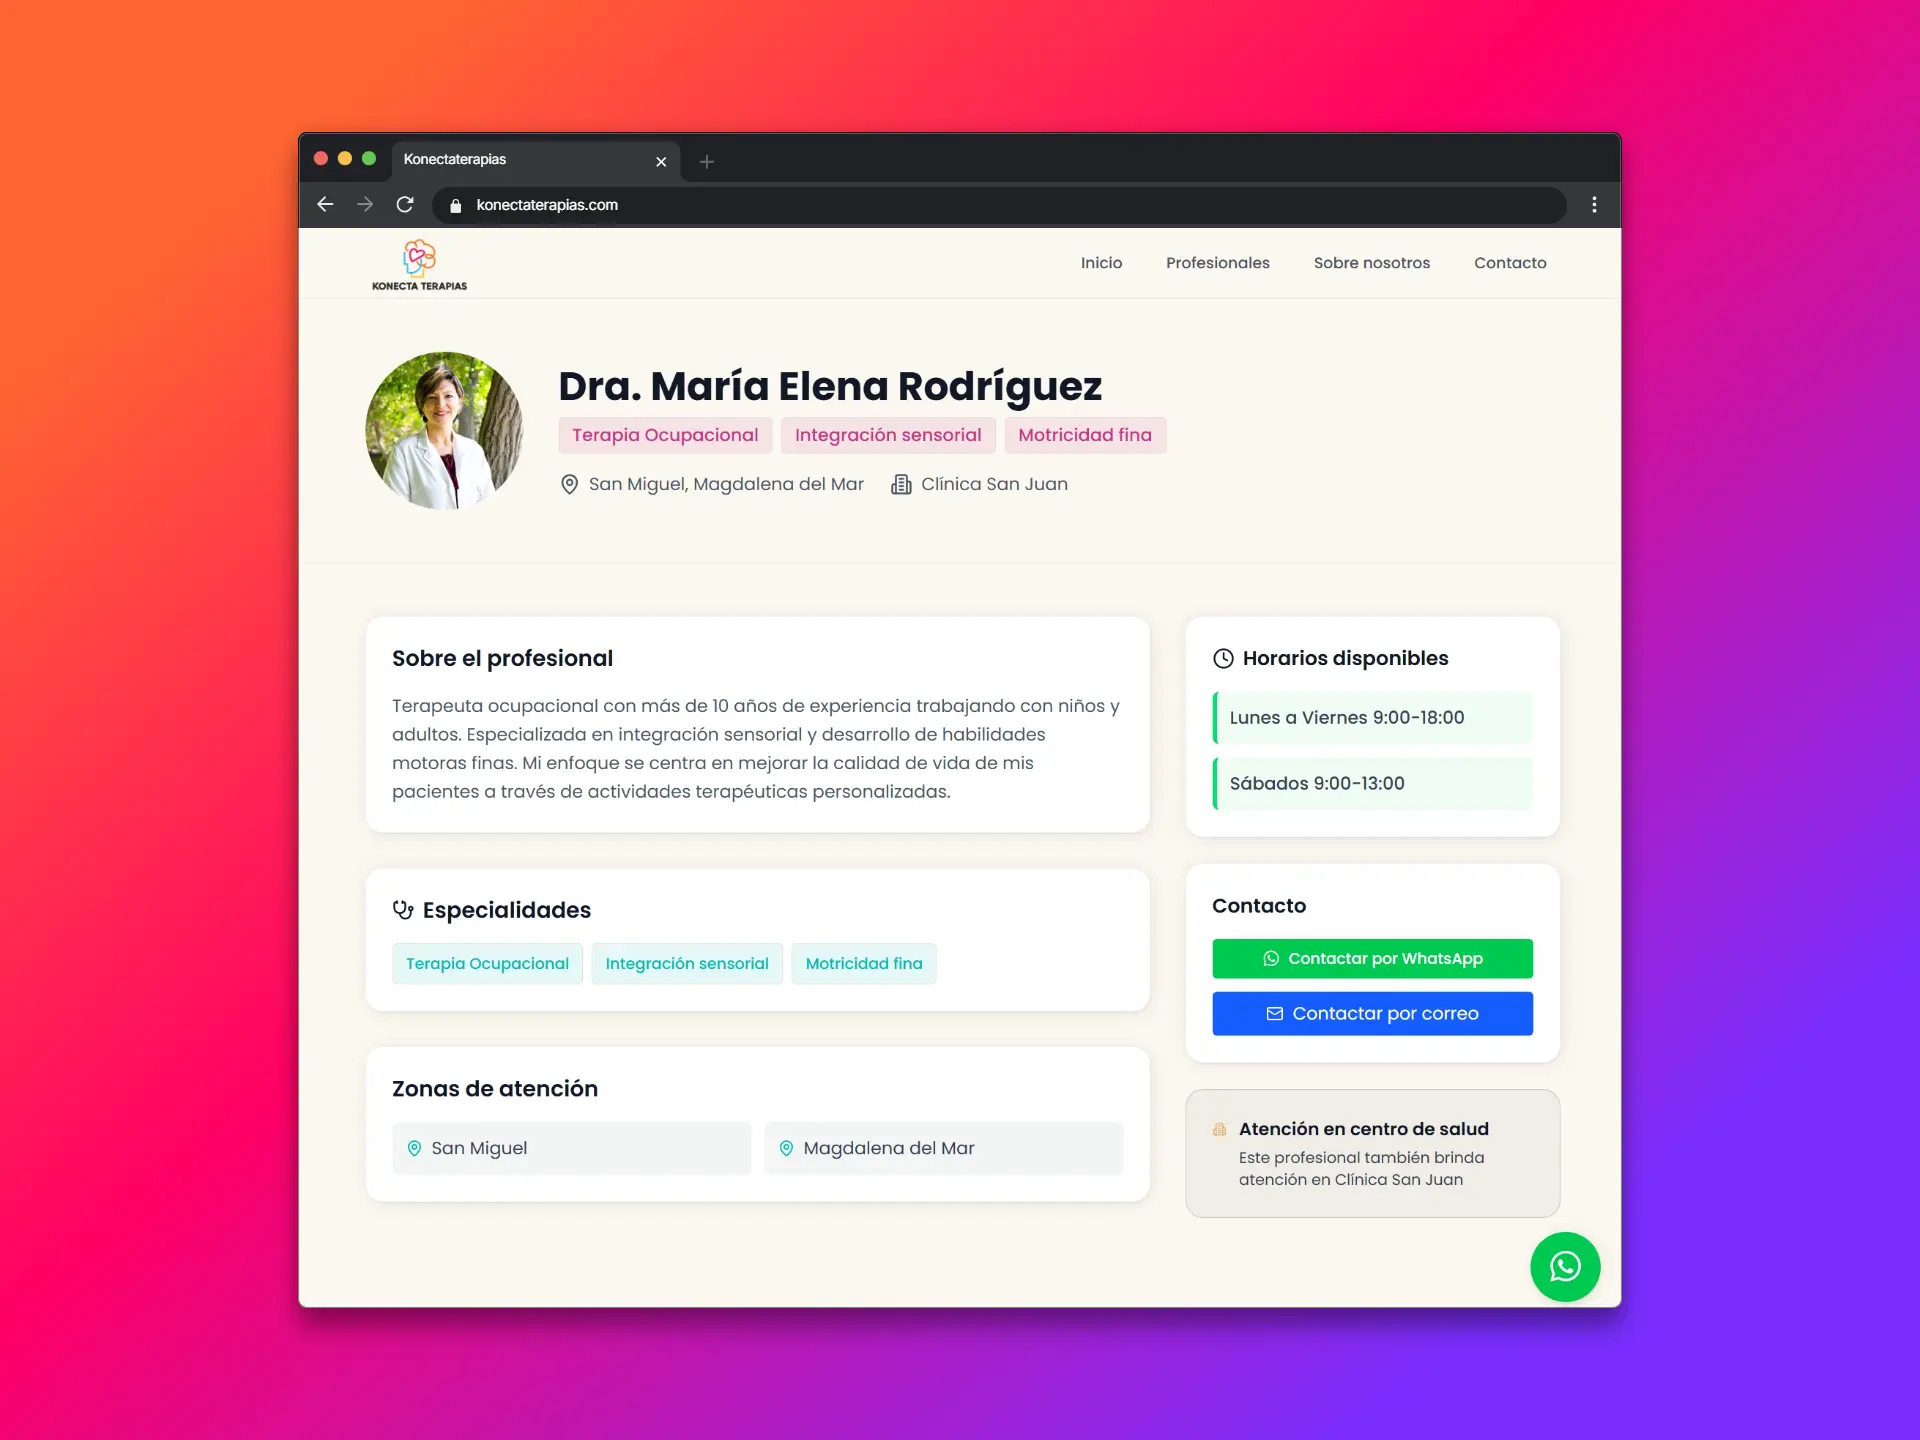 Konectaterapias
konectaterapias.com
KONECTA TERAPIAS
Inicio
Profesionales
Sobre nosotros
Contacto
Dra. María Elena Rodríguez
Terapia Ocupacional
Integración sensorial
Motricidad fina
San Miguel, Magdalena del Mar
Clínica San Juan
Sobre el profesional
Terapeuta ocupacional con más de 10 años de experiencia trabajando con niños y
adultos. Especializada en integración sensorial y desarrollo de habilidades
motoras finas. Mi enfoque se centra en mejorar la calidad de vida de mis
pacientes a través de actividades terapéuticas personalizadas.
Especialidades
Terapia Ocupacional
Integración sensorial
Motricidad fina
Zonas de atención
San Miguel
Magdalena del Mar
Horarios disponibles
Lunes a Viernes 9:00-18:00
Sábados 9:00-13:00
Contacto
Contactar por WhatsApp
Contactar por correo
Atención en centro de salud
Este profesional también brinda
atención en Clínica San Juan